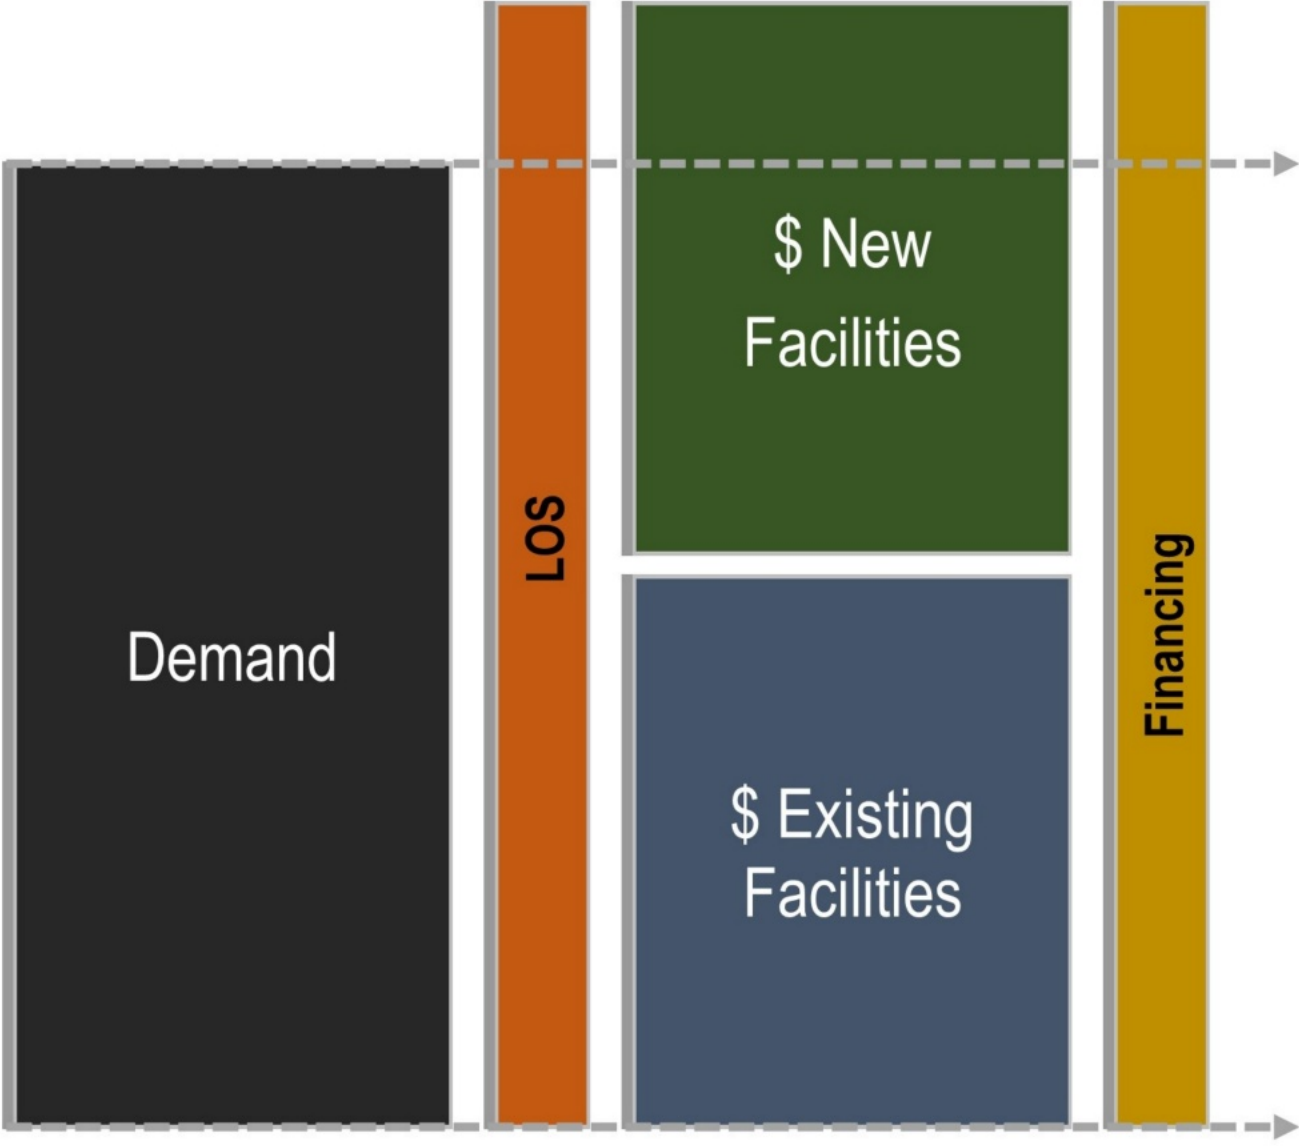 Demand
LOS
$ New
Facilities
$ Existing
Facilities
Financing